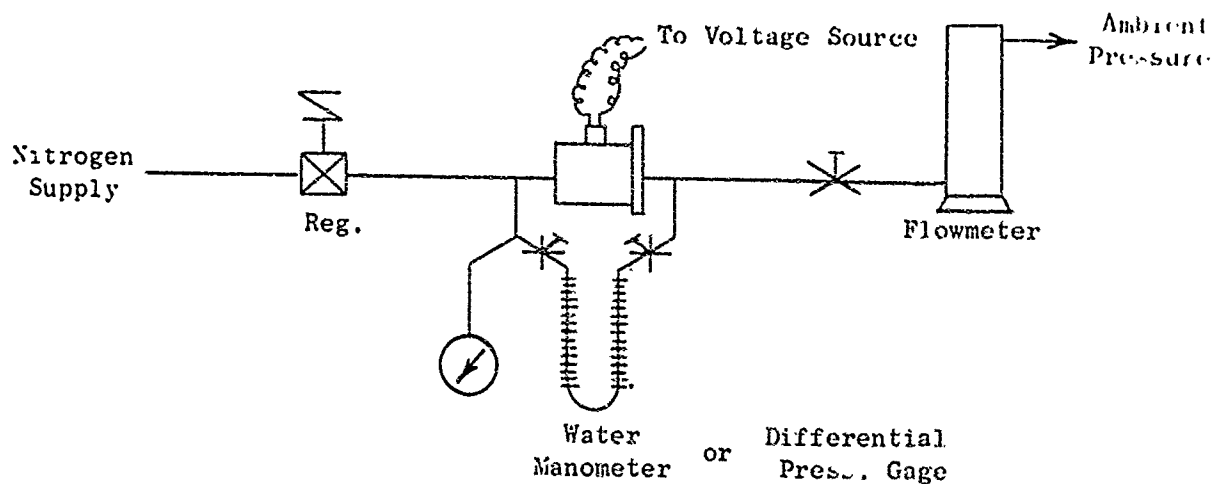 To Voltage Source
Ambient
Pressure
Nitrogen
Supply
Reg.
Flowmeter
Water
Manometer
or
Differential
Press. Gage